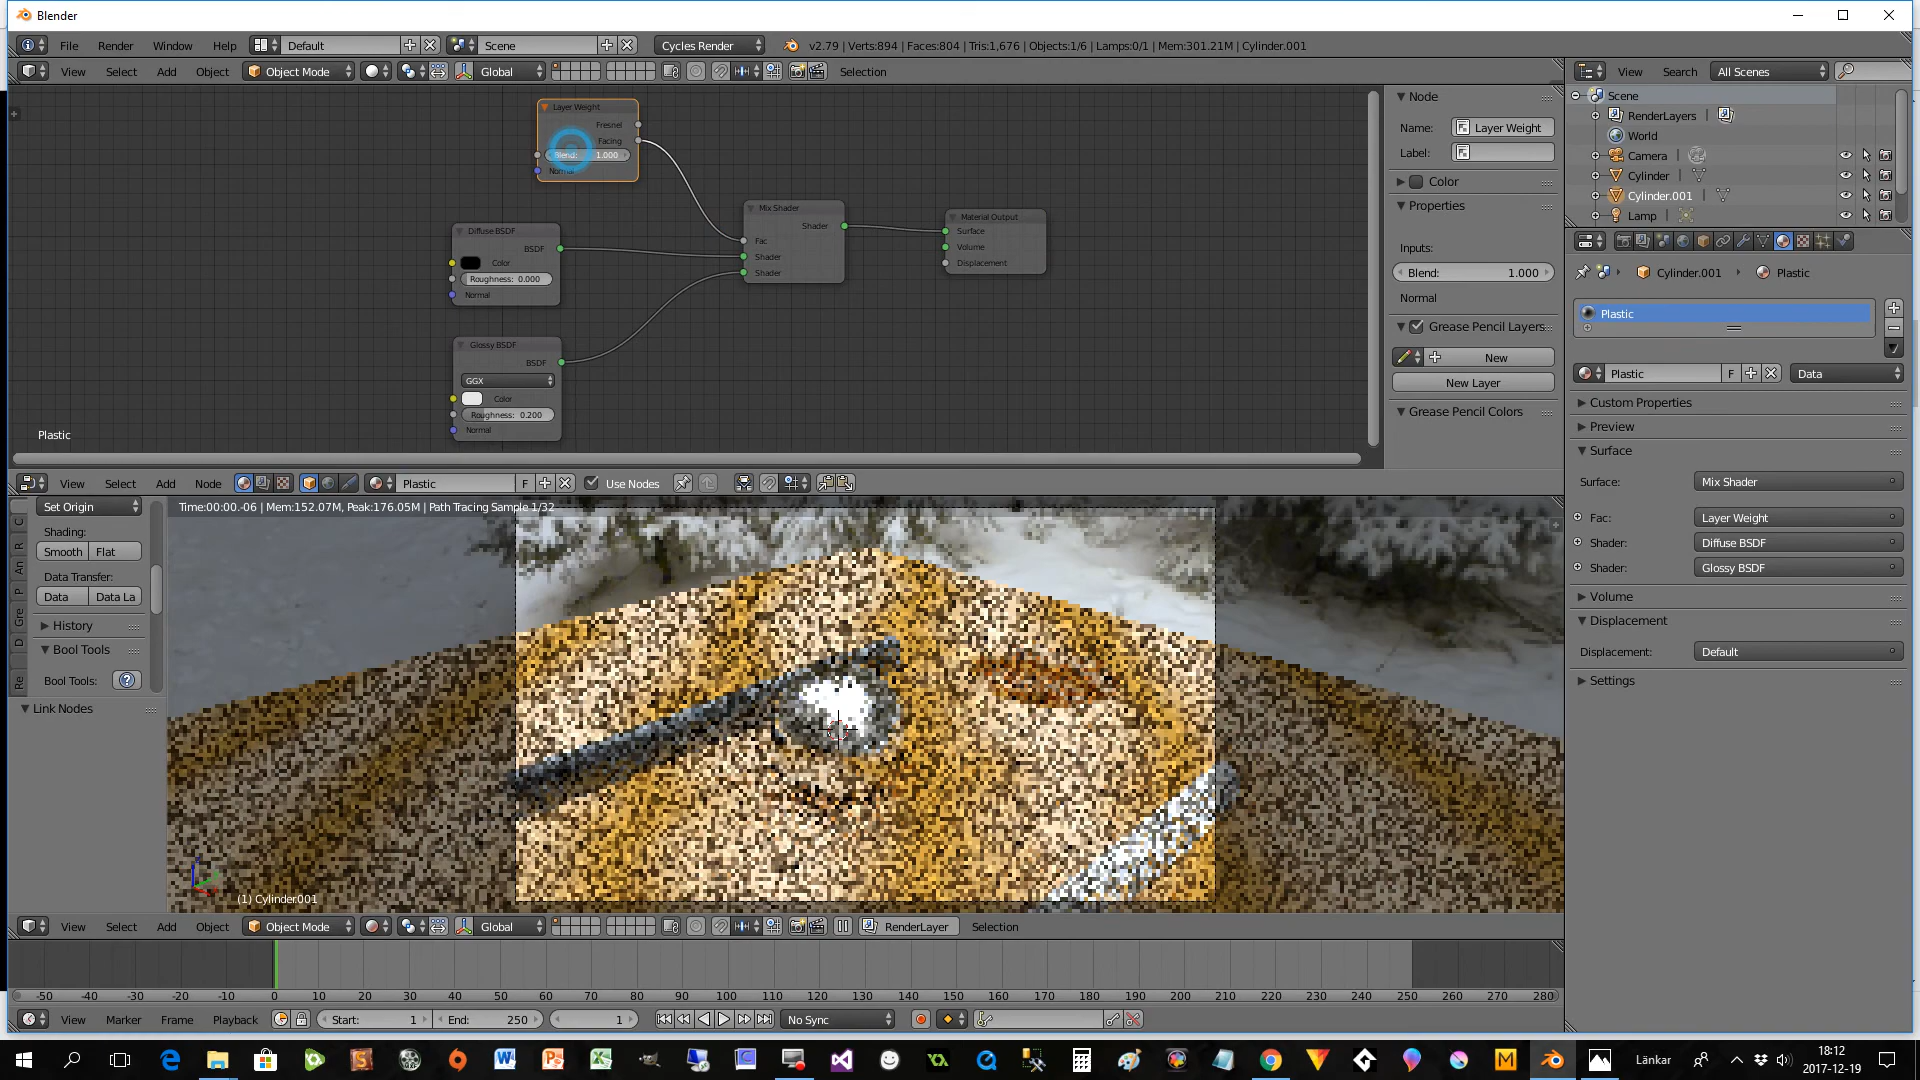 Blender
File Render Window Help Default Scene Cycles Render v2.79 | Verts:894 | Faces:804 | Tris:1,676 | Objects:1/6 | Lamps:0/1 | Mem:301.21M | Cylinder.001
View Select Add Object Object Mode Global Selection
View Search All Scenes
Layer Weight
Fresnel
Facing
Blend: 1.000
Normal
Diffuse BSDF
BSDF
Color
Roughness: 0.000
Normal
Glossy BSDF
BSDF
GGX
Color
Roughness: 0.200
Normal
Mix Shader
Shader
Fac
Shader
Shader
Material Output
Surface
Volume
Displacement
Plastic
Node
Name: Layer Weight
Label:
Color
Properties
Inputs:
Blend: 1.000
Normal
Grease Pencil Layers
New
New Layer
Grease Pencil Colors
Scene
RenderLayers
World
Camera
Cylinder
Cylinder.001
Lamp
Cylinder.001 Plastic
Plastic
Plastic F Data
Custom Properties
Preview
Surface
Surface: Mix Shader
Fac: Layer Weight
Shader: Diffuse BSDF
Shader: Glossy BSDF
Volume
Displacement
Displacement: Default
Settings
View Select Add Node Plastic F Use Nodes
Set Origin
Shading:
Smooth Flat
Data Transfer:
Data Data La
History
Bool Tools
Bool Tools:
Link Nodes
C
R
An
P
Gre
D
Re
Time:00:00.-06 | Mem:152.07M, Peak:176.05M | Path Tracing Sample 1/32
(1) Cylinder.001
View Select Add Object Object Mode Global RenderLayer Selection
-50 -40 -30 -20 -10 0 10 20 30 40 50 60 70 80 90 100 110 120 130 140 150 160 170 180 190 200 210 220 230 240 250 260 270 280
View Marker Frame Playback Start: 1 End: 250 1 No Sync
Länkar
18:12
2017-12-19